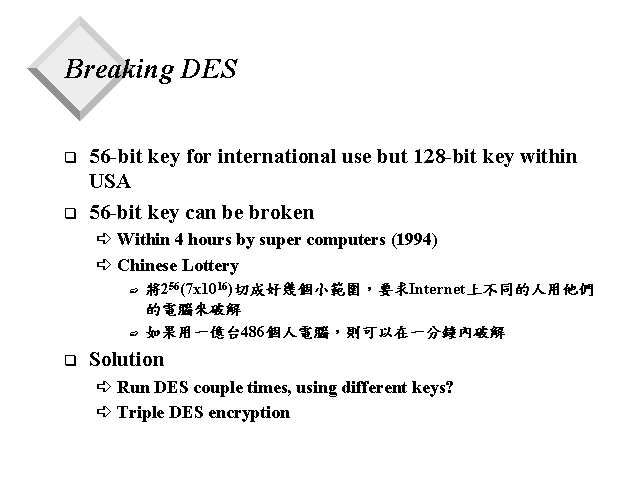 Breaking DES
56-bit key for international use but 128-bit key within
USA
56-bit key can be broken
Within 4 hours by super computers (1994)
Chinese Lottery
將2⁵⁶(7x10¹⁶)切成好幾個小範圍，要求Internet上不同的人用他們
的電腦來破解
如果用一億台486個人電腦，則可以在一分鐘內破解
Solution
Run DES couple times, using different keys?
Triple DES encryption